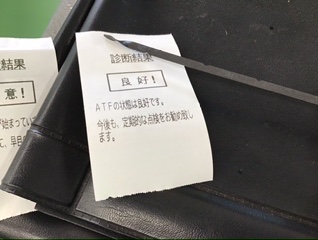 結果
意！
が始まってい
に、早目
診断結果
良好！
ATFの状態は良好です。
今後も、定期的な点検をお勧め致し
ます。